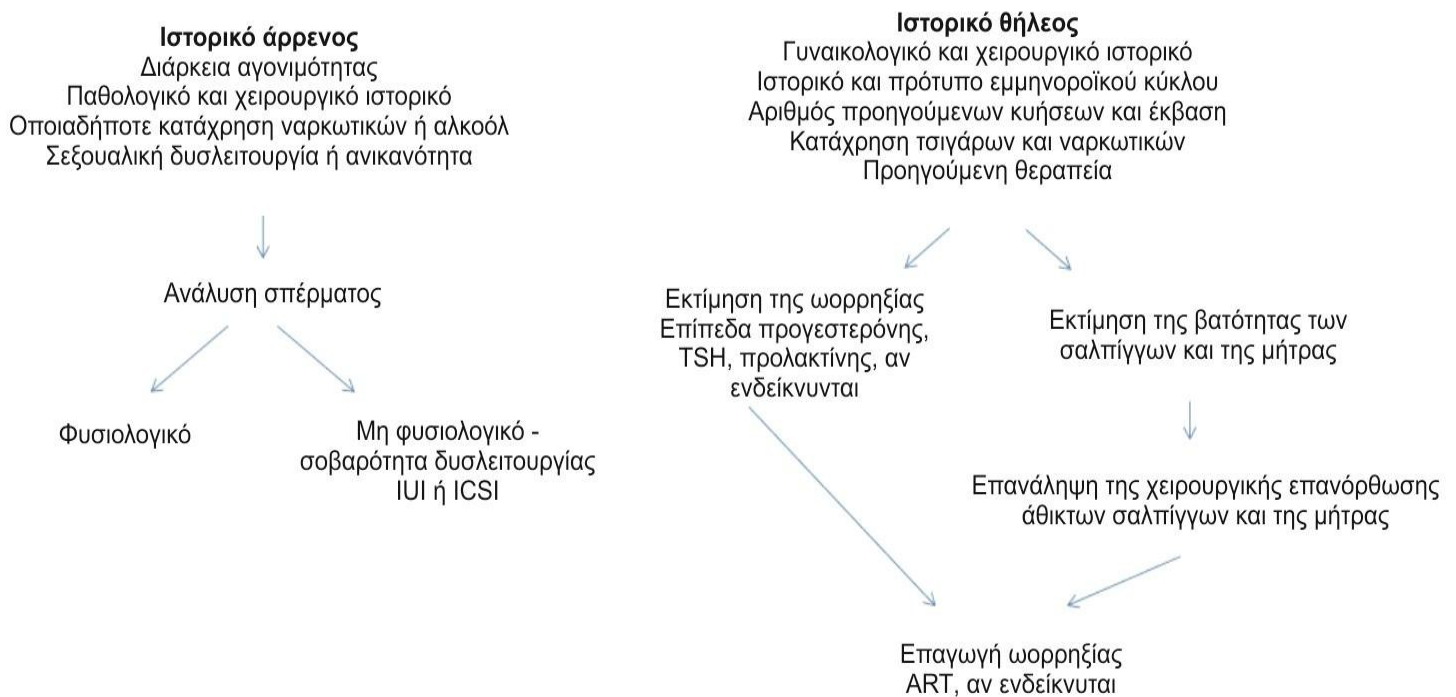 Ιστορικό άρρενος
Διάρκεια αγονιμότητας
Παθολογικό και χειρουργικό ιστορικό
Οποιαδήποτε κατάχρηση ναρκωτικών ή αλκοόλ
Σεξουαλική δυσλειτουργία ή ανικανότητα
Ανάλυση σπέρματος
Φυσιολογικό
Μη φυσιολογικό -
σοβαρότητα δυσλειτουργίας
IUI ή ICSI
Ιστορικό θήλεος
Γυναικολογικό και χειρουργικό ιστορικό
Ιστορικό και πρότυπο εμμηνοροϊκού κύκλου
Αριθμός προηγούμενων κυήσεων και έκβαση
Κατάχρηση τσιγάρων και ναρκωτικών
Προηγούμενη θεραπεία
Εκτίμηση της ωορρηξίας
Επίπεδα προγεστερόνης,
TSH, προλακτίνης, αν
ενδείκνυνται
Εκτίμηση της βατότητας των
σαλπίγγων και της μήτρας
Επανάληψη της χειρουργικής επανόρθωσης
άθικτων σαλπίγγων και της μήτρας
Επαγωγή ωορρηξίας
ART, αν ενδείκνυται